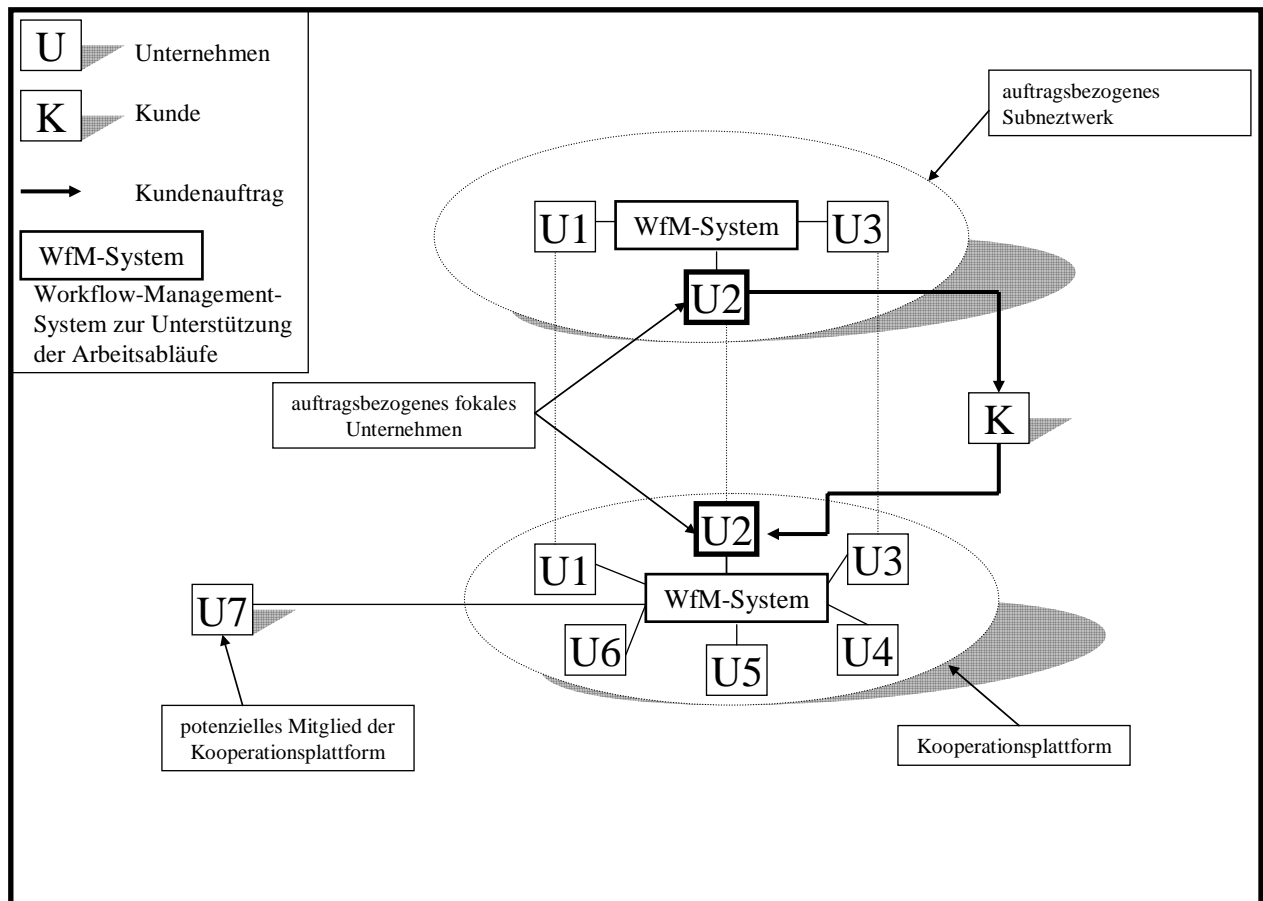 U
Unternehmen
K
Kunde
Kundenauftrag
WfM-System
Workflow-Management-
System zur Unterstützung
der Arbeitsabläufe
auftragsbezogenes
Subneztwerk
U1
WfM-System
U3
U2
auftragsbezogenes fokales
Unternehmen
K
U2
U1
U3
WfM-System
U7
U6
U5
U4
potenzielles Mitglied der
Kooperationsplattform
Kooperationsplattform